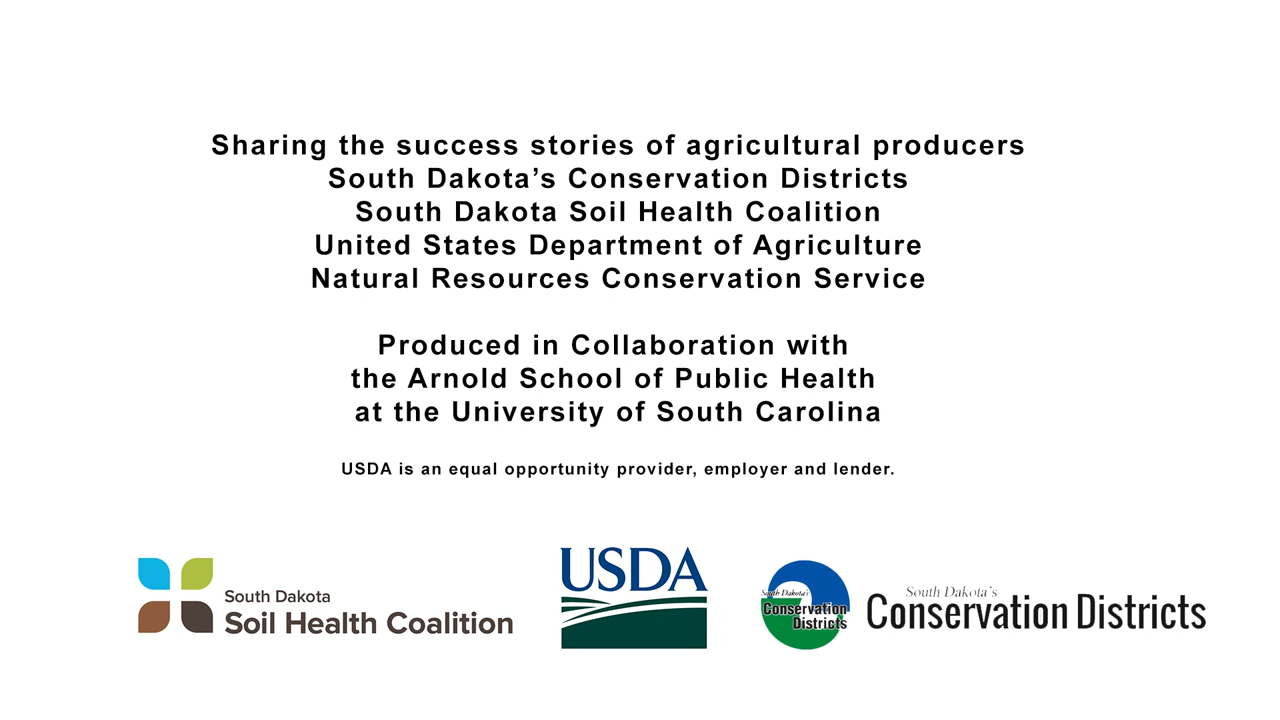 Sharing the success stories of agricultural producers
South Dakota’s Conservation Districts
South Dakota Soil Health Coalition
United States Department of Agriculture
Natural Resources Conservation Service
Produced in Collaboration with
the Arnold School of Public Health
at the University of South Carolina
USDA is an equal opportunity provider, employer and lender.
South Dakota
Soil Health Coalition
USDA
South Dakota's
Conservation
Districts
South Dakota's
Conservation Districts